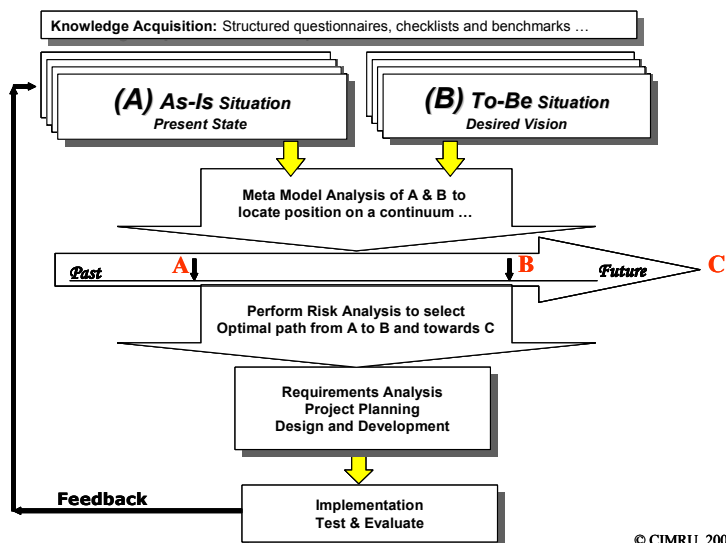 Knowledge Acquisition: Structured questionnaires, checklists and benchmarks …
(A) As-Is Situation
Present State
(B) To-Be Situation
Desired Vision
Meta Model Analysis of A & B to
locate position on a continuum …
Past
A
B
Future
C
Perform Risk Analysis to select
Optimal path from A to B and towards C
Requirements Analysis
Project Planning
Design and Development
Feedback
Implementation
Test & Evaluate
© CIMRU, 200